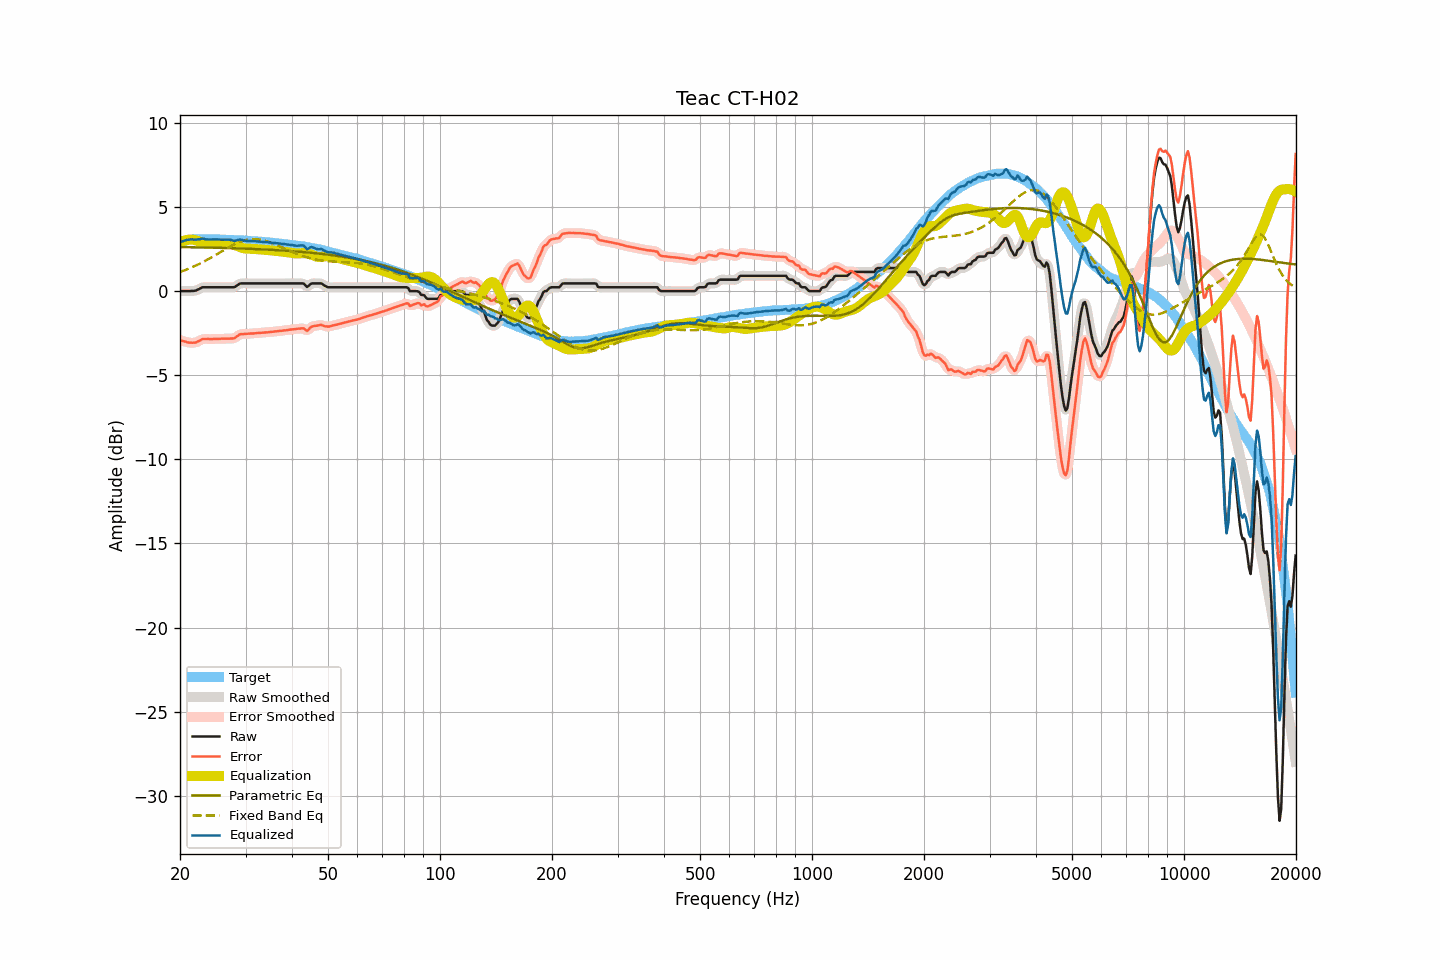 Teac CT-H02
10
5
0
−5
−10
−15
−20
−25
−30
Amplitude (dBr)
Target
Raw Smoothed
Error Smoothed
Raw
Error
Equalization
Parametric Eq
Fixed Band Eq
Equalized
20 50 100 200 500 1000 2000 5000 10000 20000
Frequency (Hz)